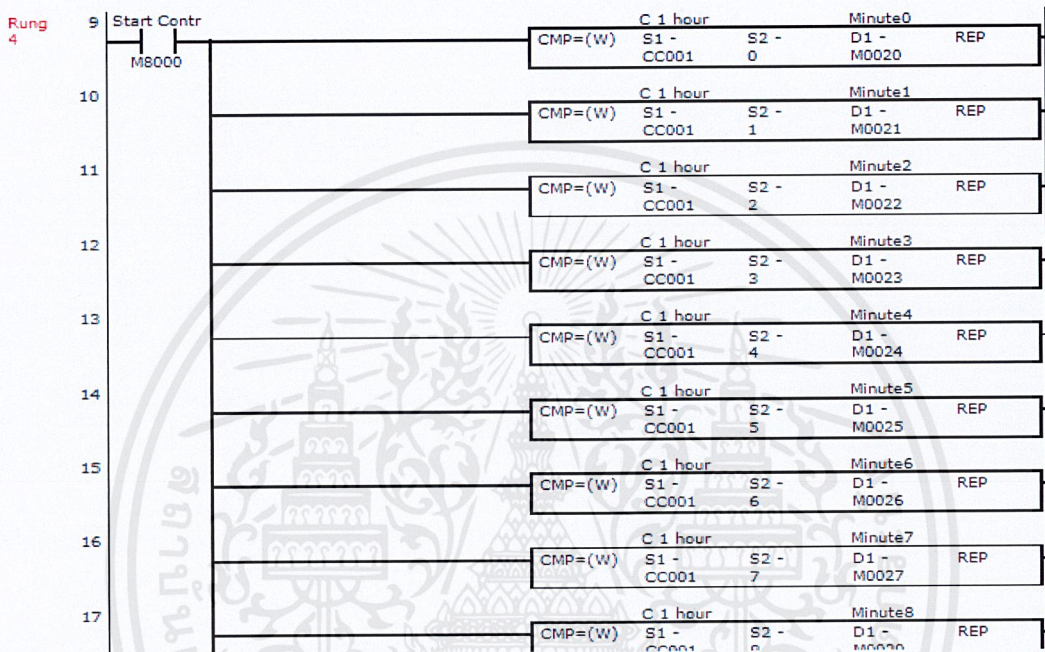 Rung 4
9 Start Contr
M8000
C 1 hour Minute0
CMP=(W) S1 - S2 - D1 - REP
CC001 0 M0020
10 C 1 hour Minute1
CMP=(W) S1 - S2 - D1 - REP
CC001 1 M0021
11 C 1 hour Minute2
CMP=(W) S1 - S2 - D1 - REP
CC001 2 M0022
12 C 1 hour Minute3
CMP=(W) S1 - S2 - D1 - REP
CC001 3 M0023
13 C 1 hour Minute4
CMP=(W) S1 - S2 - D1 - REP
CC001 4 M0024
14 C 1 hour Minute5
CMP=(W) S1 - S2 - D1 - REP
CC001 5 M0025
15 C 1 hour Minute6
CMP=(W) S1 - S2 - D1 - REP
CC001 6 M0026
16 C 1 hour Minute7
CMP=(W) S1 - S2 - D1 - REP
CC001 7 M0027
17 C 1 hour Minute8
CMP=(W) S1 - S2 - D1 - REP
CC001